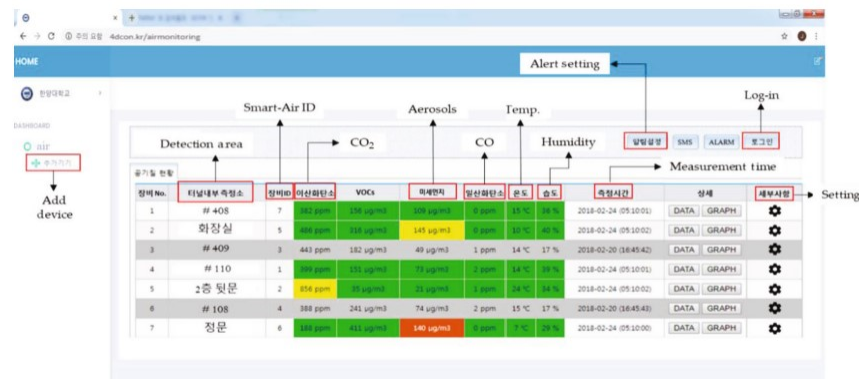 주의 요함 4dcon.kr/airmonitoring
HOME
Alert setting
한양대학교
Log-in
Smart-Air ID Aerosols Temp.
DASHBOARD
air
Detection area CO2 CO Humidity 알림설정 SMS ALARM 로그인
추가기기
Measurement time
공기질 현황
Add device
장비 No. 터널내부 측정소 장비ID 이산화탄소 VOCs 미세먼지 일산화탄소 온도 습도 측정시간 상세 세부사항 Setting
1 # 408 7 382 ppm 156 μg/m3 109 μg/m3 0 ppm 15 ℃ 36 % 2018-02-24 (05:10:01) DATA GRAPH
2 화장실 5 466 ppm 318 μg/m3 145 μg/m3 0 ppm 10 ℃ 40 % 2018-02-24 (05:10:02) DATA GRAPH
3 # 409 3 443 ppm 182 μg/m3 49 μg/m3 1 ppm 14 ℃ 17 % 2018-02-20 (16:45:42) DATA GRAPH
4 # 110 1 399 ppm 151 μg/m3 73 μg/m3 2 ppm 14 ℃ 39 % 2018-02-24 (05:10:01) DATA GRAPH
5 2층 뒷문 2 856 ppm 35 μg/m3 21 μg/m3 1 ppm 24 ℃ 34 % 2018-02-24 (05:10:02) DATA GRAPH
6 # 108 4 388 ppm 241 μg/m3 74 μg/m3 2 ppm 15 ℃ 17 % 2018-02-20 (16:45:43) DATA GRAPH
7 정문 6 188 ppm 411 μg/m3 140 μg/m3 0 ppm 7 ℃ 29 % 2018-02-24 (05:10:00) DATA GRAPH